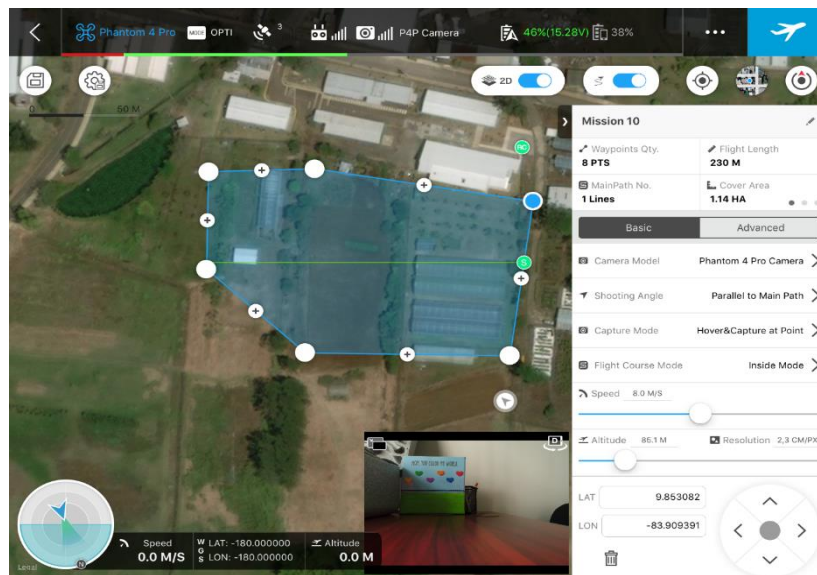 Phantom 4 Pro MODE OPTI 3 P4P Camera 46%(15.28V) 38%
2D
0 50 M
RC
S
Mission 10
Waypoints Qty. Flight Length
8 PTS 230 M
MainPath No. Cover Area
1 Lines 1.14 HA
Basic Advanced
Camera Model Phantom 4 Pro Camera
Shooting Angle Parallel to Main Path
Capture Mode Hover&Capture at Point
Flight Course Mode Inside Mode
Speed 8.0 M/S
Altitude 85.1 M Resolution 2,3 CM/PX
LAT 9.853082
LON -83.909391
Speed WGS LAT: -180.000000 Altitude
0.0 M/S LON: -180.000000 0.0 M
N
Legal